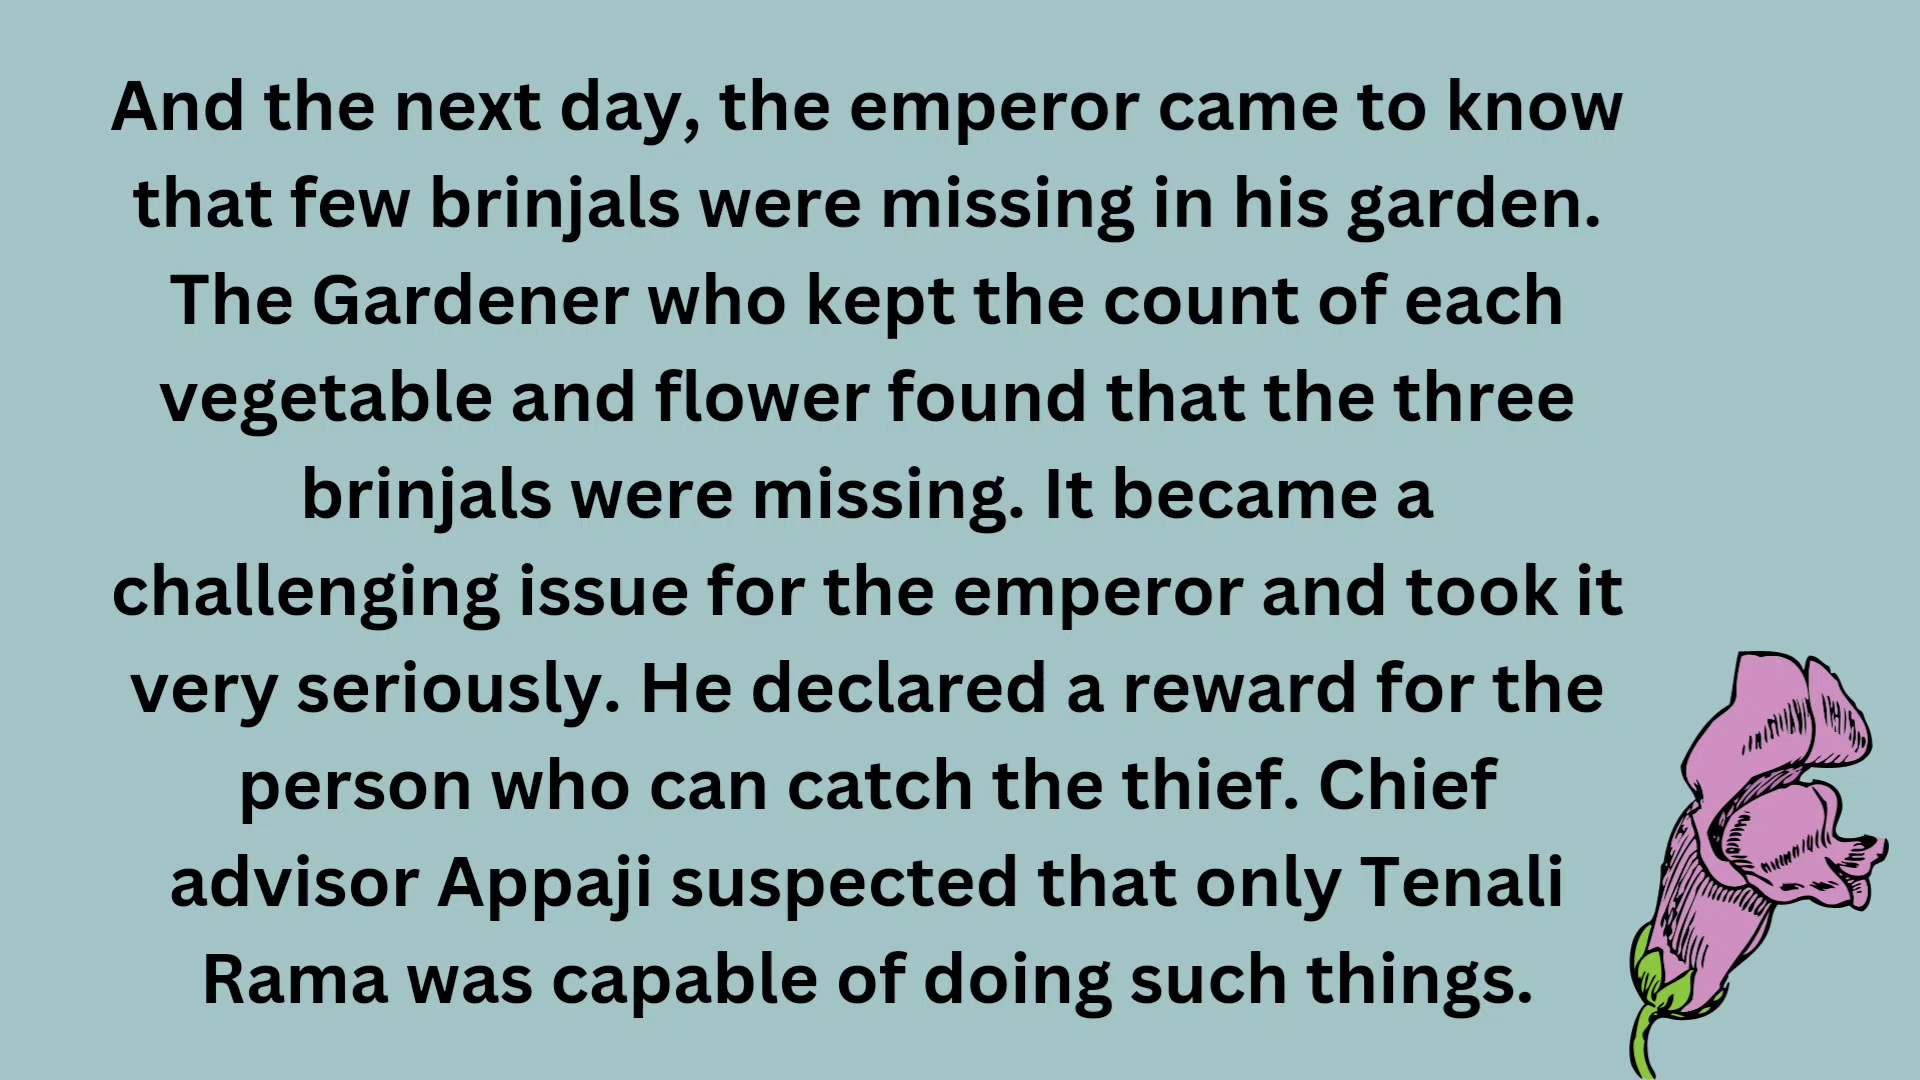 And the next day, the emperor came to know
that few brinjals were missing in his garden.
The Gardener who kept the count of each
vegetable and flower found that the three
brinjals were missing. It became a
challenging issue for the emperor and took it
very seriously. He declared a reward for the
person who can catch the thief. Chief
advisor Appaji suspected that only Tenali
Rama was capable of doing such things.